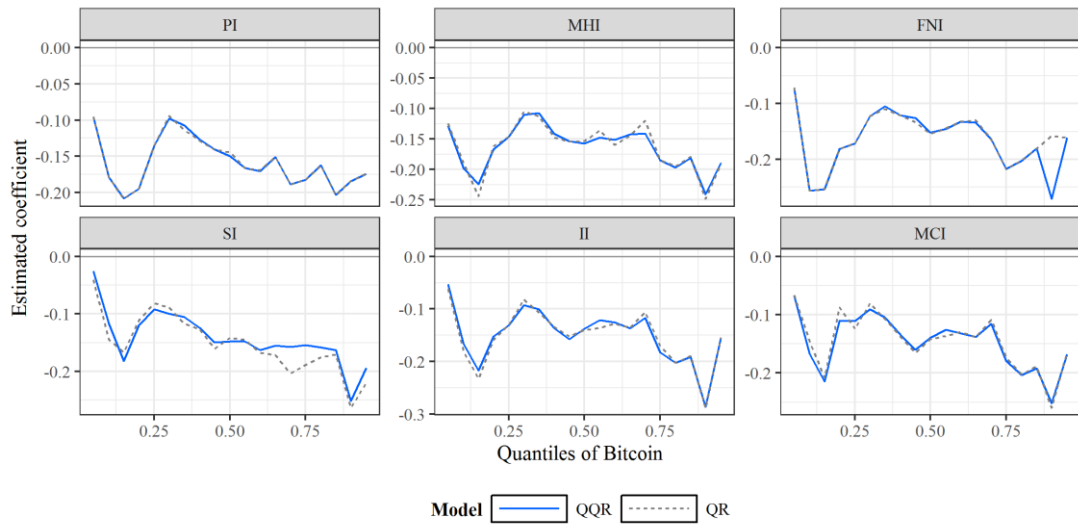 PI MHI FNI
0.00 0.00 0.00
-0.05 -0.05
-0.10 -0.10 -0.1
-0.15 -0.15
-0.20 -0.20 -0.2
-0.25
SI II MCI
0.0 0.0 0.0
-0.1 -0.1 -0.1
-0.2 -0.2 -0.2
-0.3
0.25 0.50 0.75 0.25 0.50 0.75 0.25 0.50 0.75
Estimated coefficient
Quantiles of Bitcoin
Model QQR QR